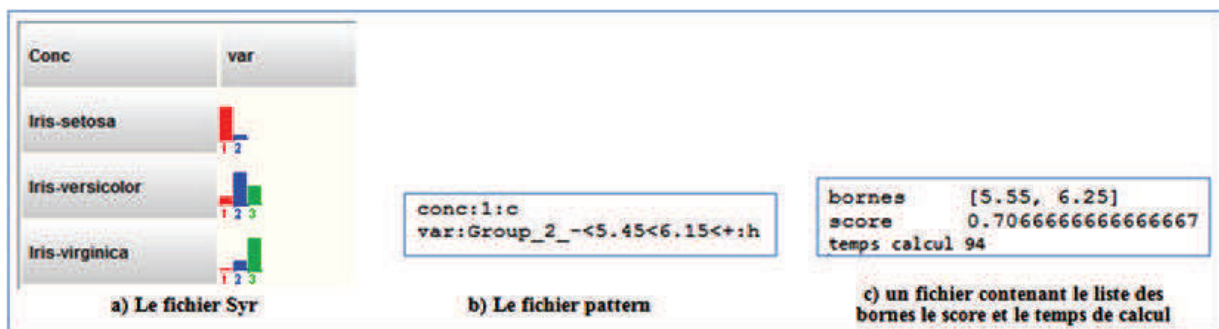 Conc var
Iris-setosa
1 2
Iris-versicolor
1 2 3
Iris-virginica
1 2 3
a) Le fichier Syr
conc:1:c
var:Group_2_-<5.45<6.15<+:h
b) Le fichier pattern
bornes [5.55, 6.25]
score 0.7066666666666667
temps calcul 94
c) un fichier contenant le liste des
bornes le score et le temps de calcul